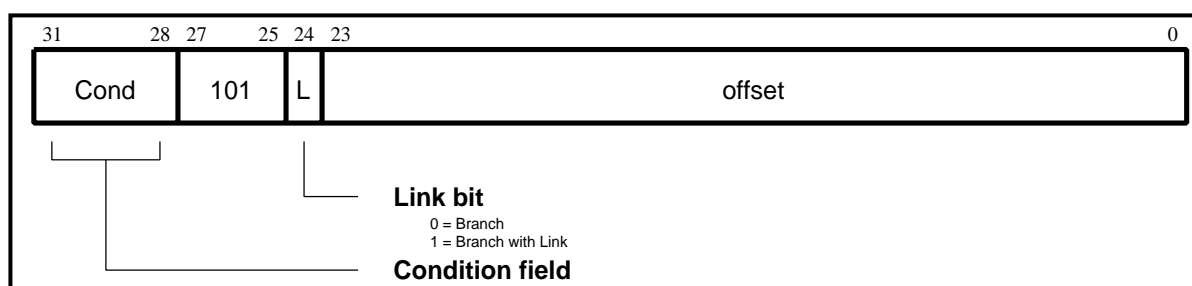 31 28 27 25 24 23 0
Cond 101 L offset
Link bit
0 = Branch
1 = Branch with Link
Condition field